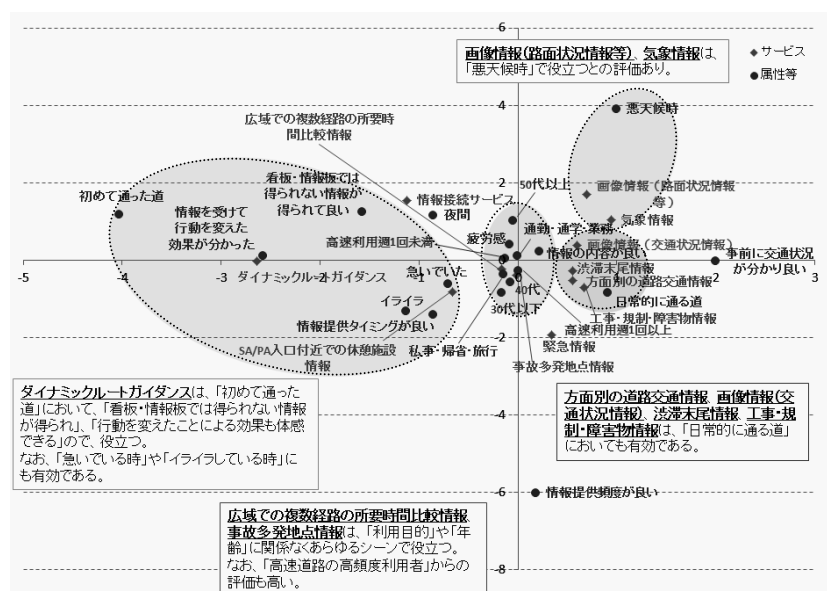 6
画像情報(路面状況情報等)、気象情報は、
「悪天候時」で役立つとの評価あり。
サービス
属性等
4
悪天候時
広域での複数経路の所要時
間比較情報
看板・情報板では
得られない情報が
得られて良い
初めて通った道
情報を受けて
行動を変えた
効果が分かった
2
50代以上
画像情報（路面状況情報
等）
情報接続サービス
夜間
気象情報
通勤・通学・業務
疲労感
高速利用週1回未満
画像情報（交通状況情報）
情報の内容が良い
事前に交通状況
が分かり良い
0
-5
-4
-3
-2
-1
0
1
2
3
渋滞末尾情報
ダイナミックルートガイダンス
急いでいた
方面別の道路交通情報
40代
日常的に通る道
イライラ
30代以下
工事・規制・障害物情報
情報提供タイミングが良い
高速利用週1回以上
-2
SA/PA入口付近での休憩施設
情報
私事・帰省・旅行
緊急情報
事故多発地点情報
ダイナミックルートガイダンスは、「初めて通った
道」において、「看板・情報板では得られない情報
が得られ」、「行動を変えたことによる効果も体感
できる」ので、役立つ。
なお、「急いでいる時」や「イライラしている時」に
も有効である。
-4
方面別の道路交通情報、画像情報(交
通状況情報)、渋滞末尾情報、工事・規
制・障害物情報は、「日常的に通る道」
においても有効である。
-6
情報提供頻度が良い
広域での複数経路の所要時間比較情報、
事故多発地点情報は、「利用目的」や「年
齢」に関係なくあらゆるシーンで役立つ。
なお、「高速道路の高頻度利用者」からの
評価も高い。
-8